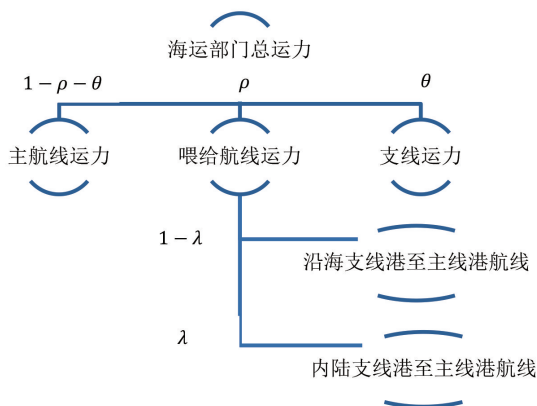 海运部门总运力
1 − ρ − θ
ρ
θ
主航线运力
喂给航线运力
支线运力
1 − λ
沿海支线港至主线港航线
λ
内陆支线港至主线港航线